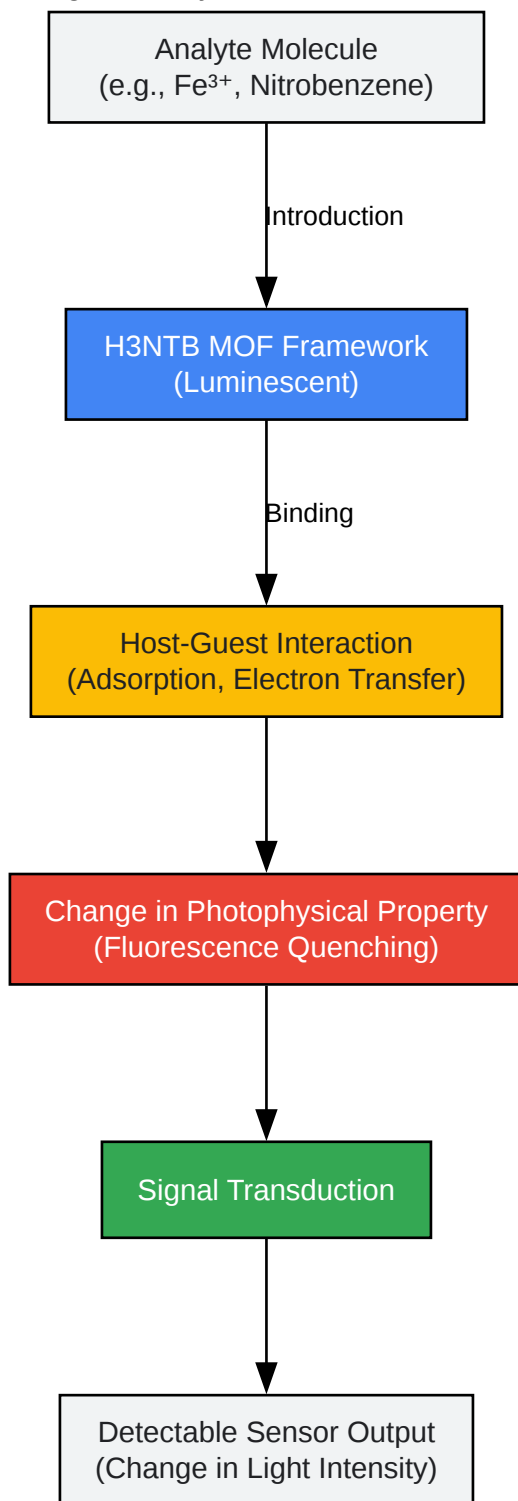 Analyte Molecule
(e.g., Fe³⁺, Nitrobenzene)
Introduction
H3NTB MOF Framework
(Luminescent)
Binding
Host-Guest Interaction
(Adsorption, Electron Transfer)
Change in Photophysical Property
(Fluorescence Quenching)
Signal Transduction
Detectable Sensor Output
(Change in Light Intensity)